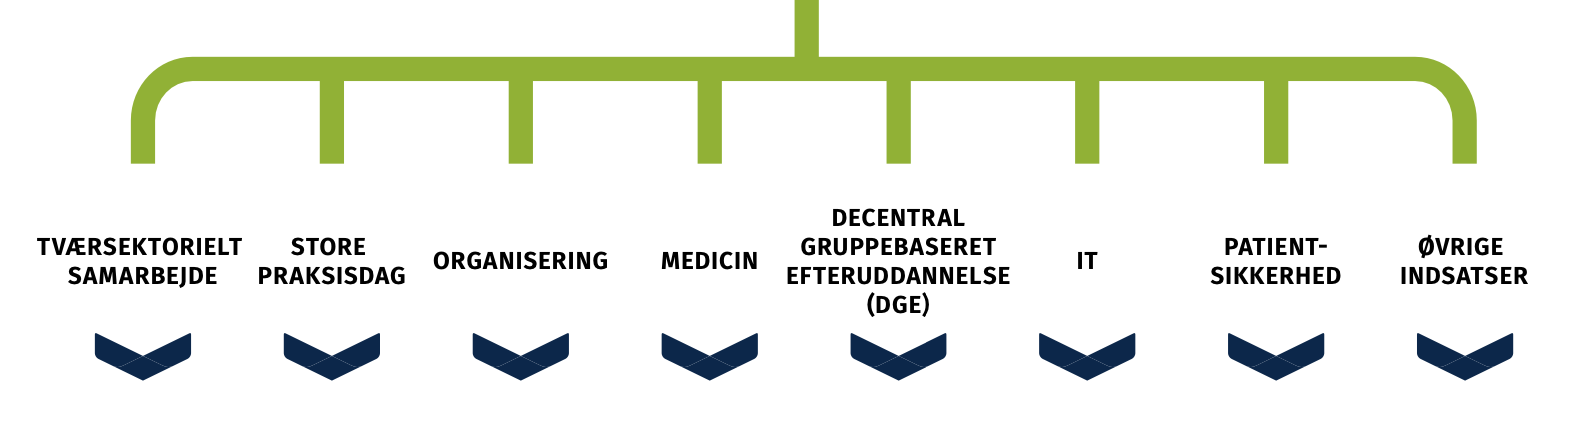 TVÆRSEKTORIELT
SAMARBEJDE
STORE
PRAKSISDAG
ORGANISERING
MEDICIN
DECENTRAL
GRUPPEBASERET
EFTERUDDANNELSE
(DGE)
IT
PATIENT-
SIKKERHED
ØVRIGE
INDSATSER